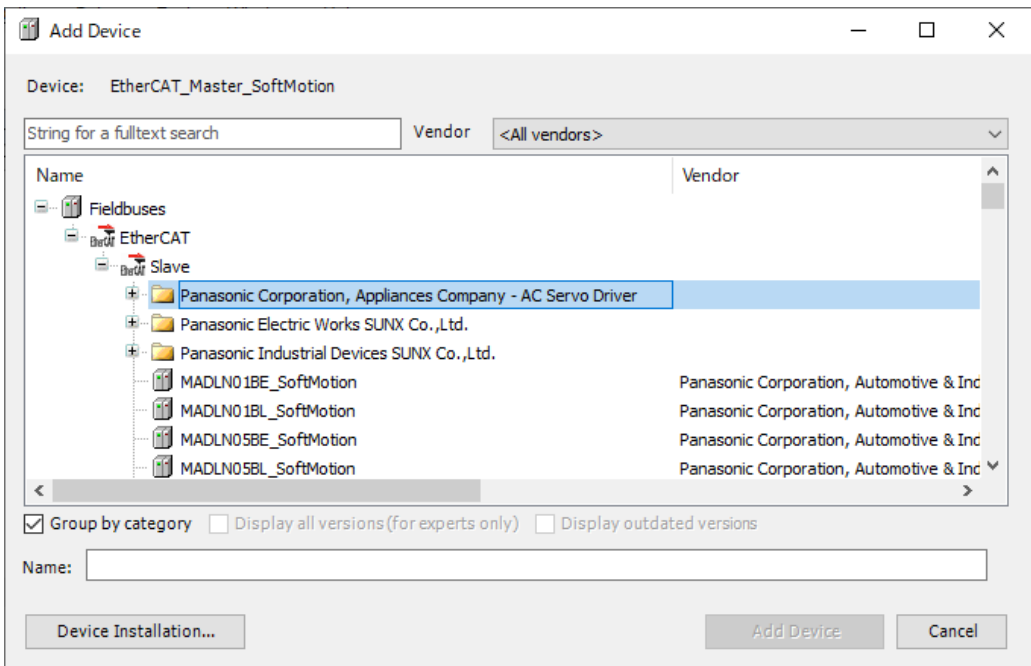 Add Device
Device: EtherCAT_Master_SoftMotion
String for a fulltext search Vendor <All vendors>
Name Vendor
Fieldbuses
EtherCAT EtherCAT
EtherCAT Slave
Panasonic Corporation, Appliances Company - AC Servo Driver
Panasonic Electric Works SUNX Co.,Ltd.
Panasonic Industrial Devices SUNX Co.,Ltd.
MADLN01BE_SoftMotion Panasonic Corporation, Automotive & Ind
MADLN01BL_SoftMotion Panasonic Corporation, Automotive & Ind
MADLN05BE_SoftMotion Panasonic Corporation, Automotive & Ind
MADLN05BL_SoftMotion Panasonic Corporation, Automotive & Ind
Group by category Display all versions(for experts only) Display outdated versions
Name:
Device Installation... Add Device Cancel